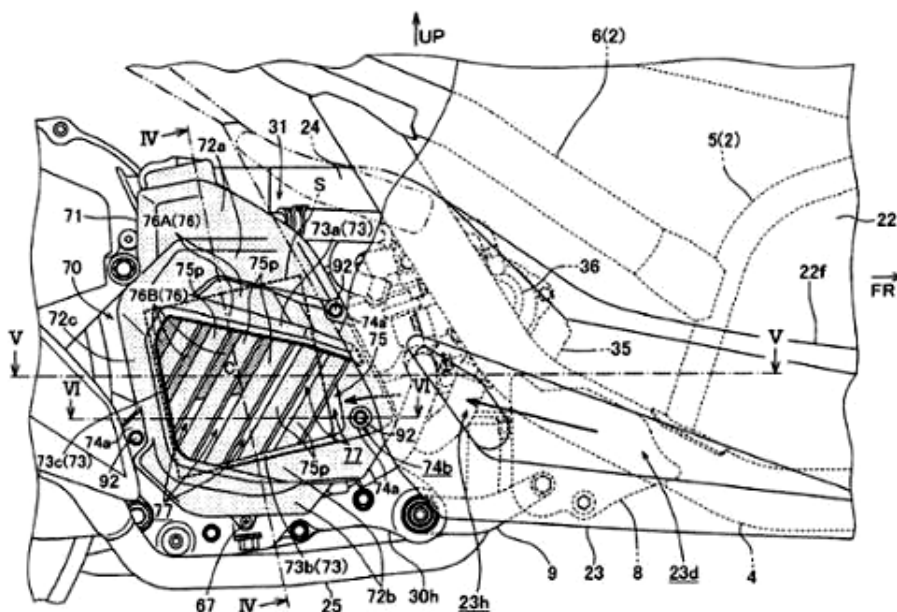 UP
6(2)
IV
31
24
72a
S
5(2)
71
76A(76)
73a(73)
22
75p
75p
92
36
FR
70
76B(76)
22f
72c
74a
75
V
C
35
V
VI
VI
74a
92
73c(73)
77
74b
75p
92
74a
77
67
73b(73)
25
72b
30h
23h
9
23
8
23d
4
IV